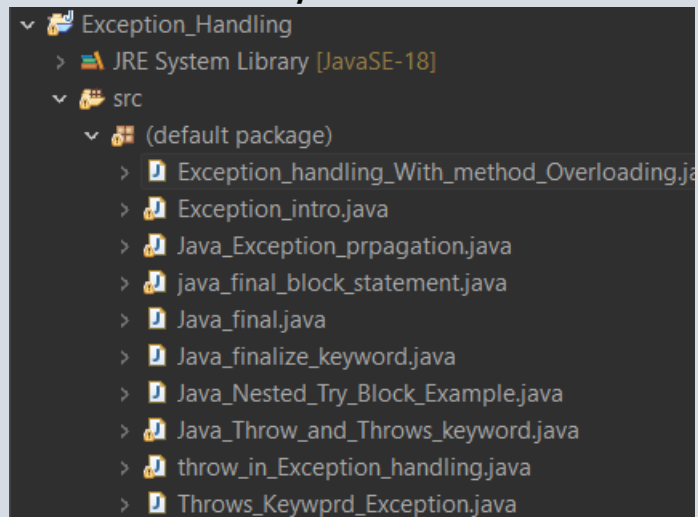 Exception_Handling
JRE System Library [JavaSE-18]
src
(default package)
Exception_handling_With_method_Overloading.ja
Exception_intro.java
Java_Exception_prpagation.java
java_final_block_statement.java
Java_final.java
Java_finalize_keyword.java
Java_Nested_Try_Block_Example.java
Java_Throw_and_Throws_keyword.java
throw_in_Exception_handling.java
Throws_Keywprd_Exception.java